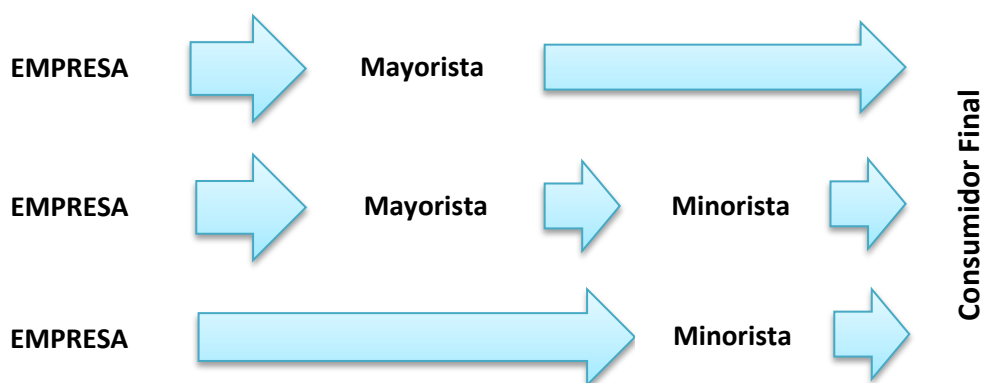 EMPRESA Mayorista
EMPRESA Mayorista Minorista
EMPRESA Minorista
Consumidor Final